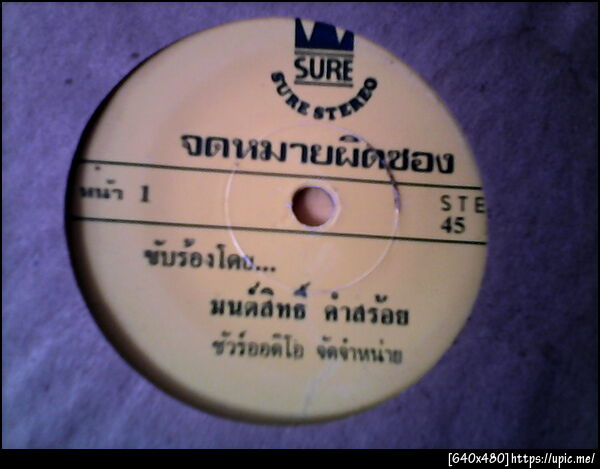 SURE
SURE STEREO
จดหมายผิดซอง
หน้า 1
STE
45
ขับร้องโดย...
มนต์สิทธิ์ คำสร้อย
ชัวร์ออดิโอ จัดจำหน่าย
[640x480]https://upic.me/